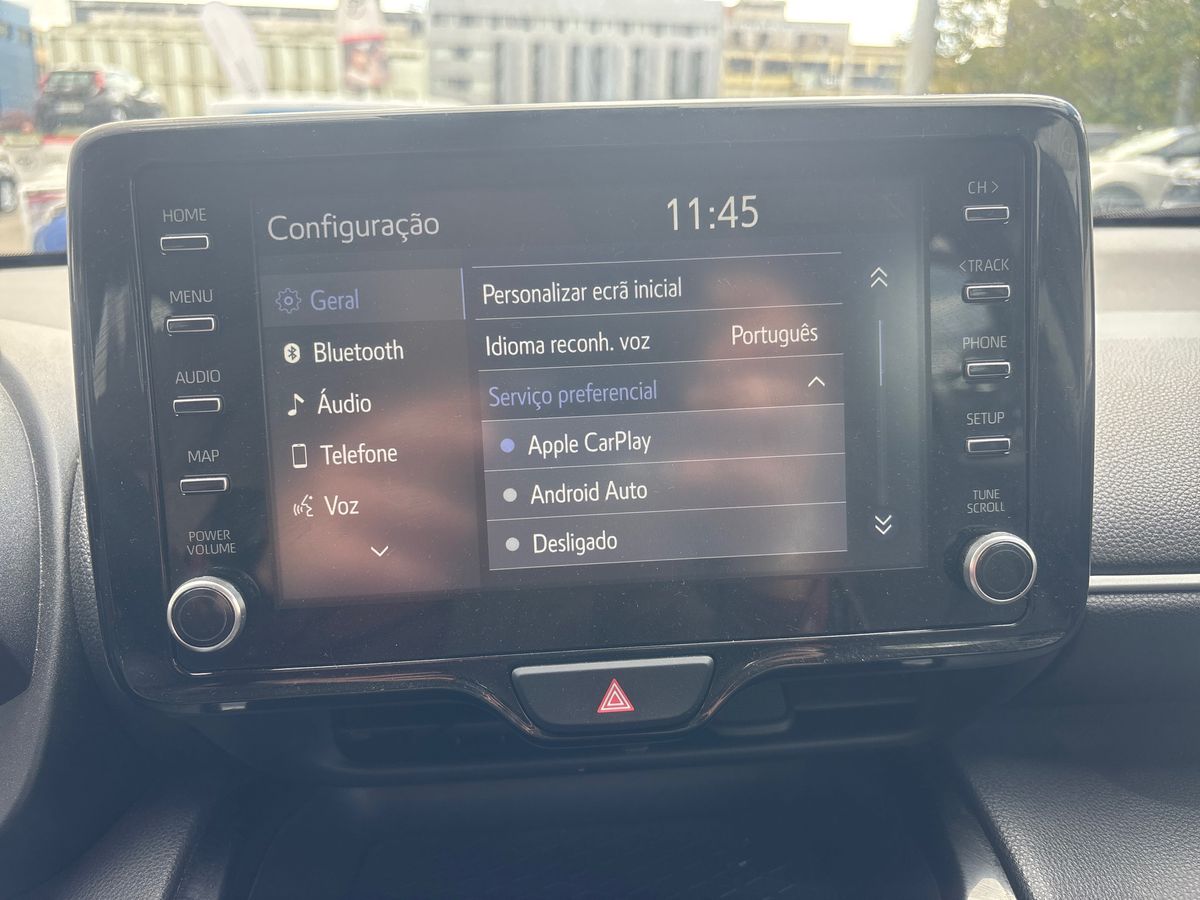 HOME
MENU
AUDIO
MAP
POWER
VOLUME
Configuração
11:45
Geral
Bluetooth
Áudio
Telefone
Voz
Personalizar ecrã inicial
Idioma reconh. voz Português
Serviço preferencial
Apple CarPlay
Android Auto
Desligado
CH >
< TRACK
PHONE
SETUP
TUNE
SCROLL